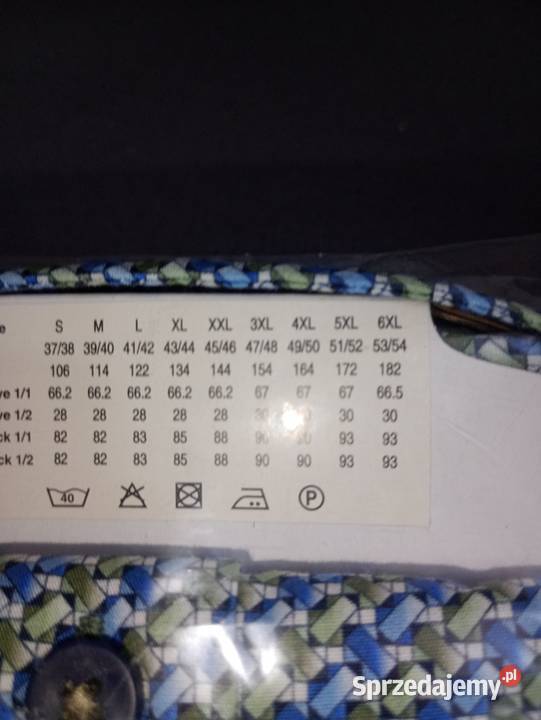 e S M L XL XXL 3XL 4XL 5XL 6XL
37/38 39/40 41/42 43/44 45/46 47/48 49/50 51/52 53/54
106 114 122 134 144 154 164 172 182
ve 1/1 66.2 66.2 66.2 66.2 66.2 67 67 67 66.5
ve 1/2 28 28 28 28 28 30 30 30
ck 1/1 82 82 83 85 88 90 93 93
ck 1/2 82 82 83 85 88 90 90 93 93
40 P
Sprzedajemy.pl